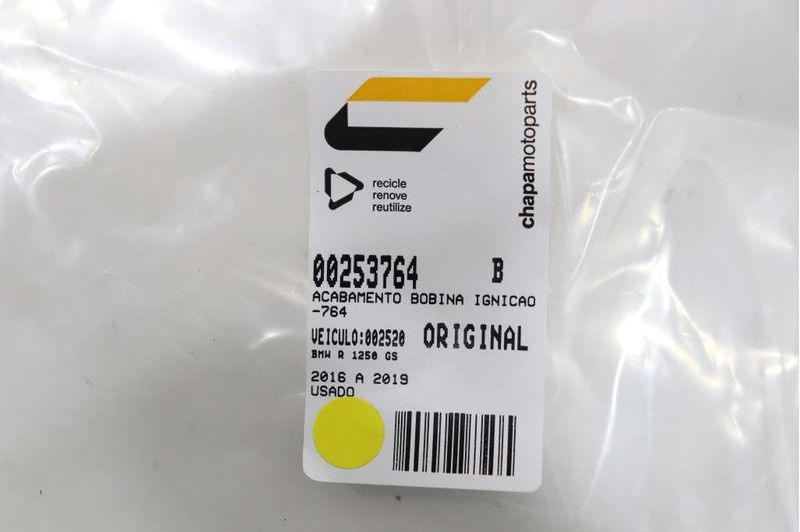 chapamotoparts
recicle
renove
reutilize
00253764 B
ACABAMENTO BOBINA IGNICAO
-764
VEICULO:002520 ORIGINAL
BMW R 1250 GS
2016 A 2019
USADO